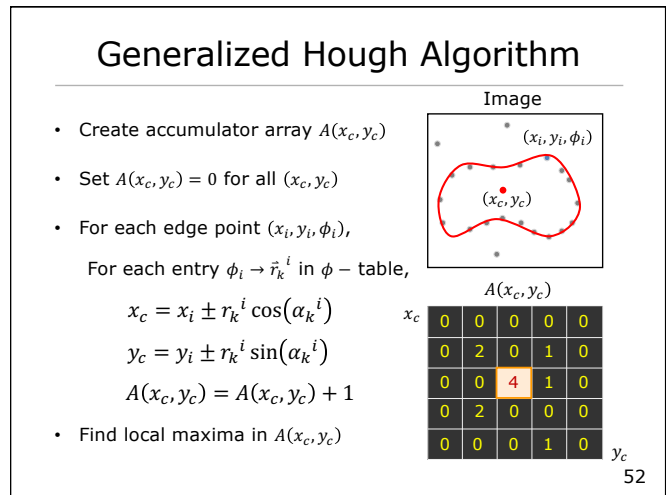 Generalized Hough Algorithm
• Create accumulator array A(x_c, y_c)
• Set A(x_c, y_c) = 0 for all (x_c, y_c)
• For each edge point (x_i, y_i, ϕ_i),
For each entry ϕ_i → r⃗_k^i in ϕ − table,
x_c = x_i ± r_k^i cos(α_k^i)
y_c = y_i ± r_k^i sin(α_k^i)
A(x_c, y_c) = A(x_c, y_c) + 1
• Find local maxima in A(x_c, y_c)
Image
(x_i, y_i, ϕ_i)
(x_c, y_c)
A(x_c, y_c)
x_c
0 0 0 0 0
0 2 0 1 0
0 0 4 1 0
0 2 0 0 0
0 0 0 1 0
y_c
52